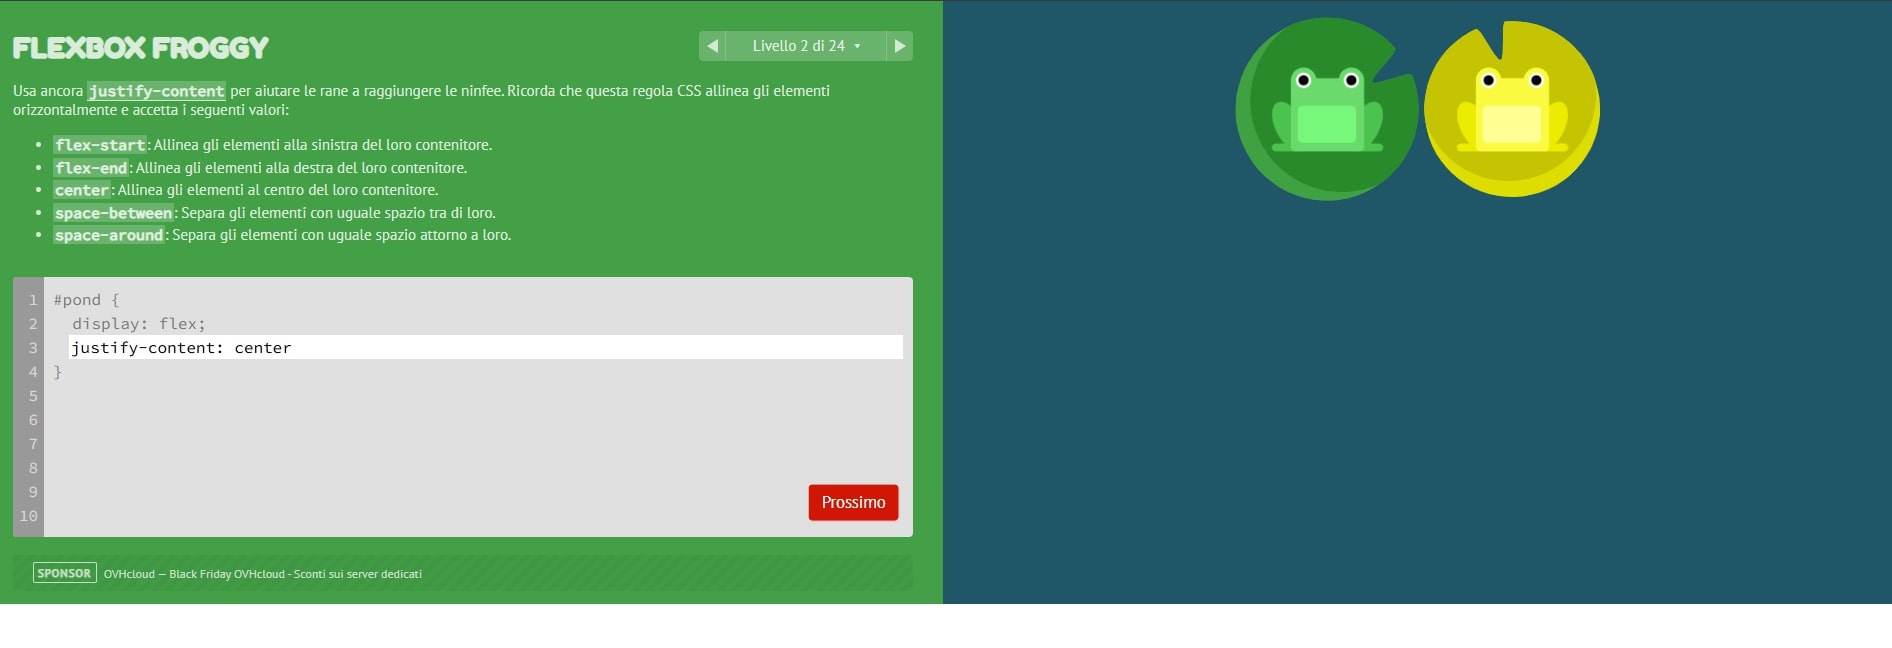 FLEXBOX FROGGY
Livello 2 di 24
Usa ancora justify-content per aiutare le rane a raggiungere le ninfee. Ricorda che questa regola CSS allinea gli elementi
orizzontalmente e accetta i seguenti valori:
• flex-start: Allinea gli elementi alla sinistra del loro contenitore.
• flex-end: Allinea gli elementi alla destra del loro contenitore.
• center: Allinea gli elementi al centro del loro contenitore.
• space-between: Separa gli elementi con uguale spazio tra di loro.
• space-around: Separa gli elementi con uguale spazio attorno a loro.
1 #pond {
2 display: flex;
3 justify-content: center
4 }
5
6
7
8
9
10
Prossimo
SPONSOR OVHcloud — Black Friday OVHcloud - Sconti sui server dedicati